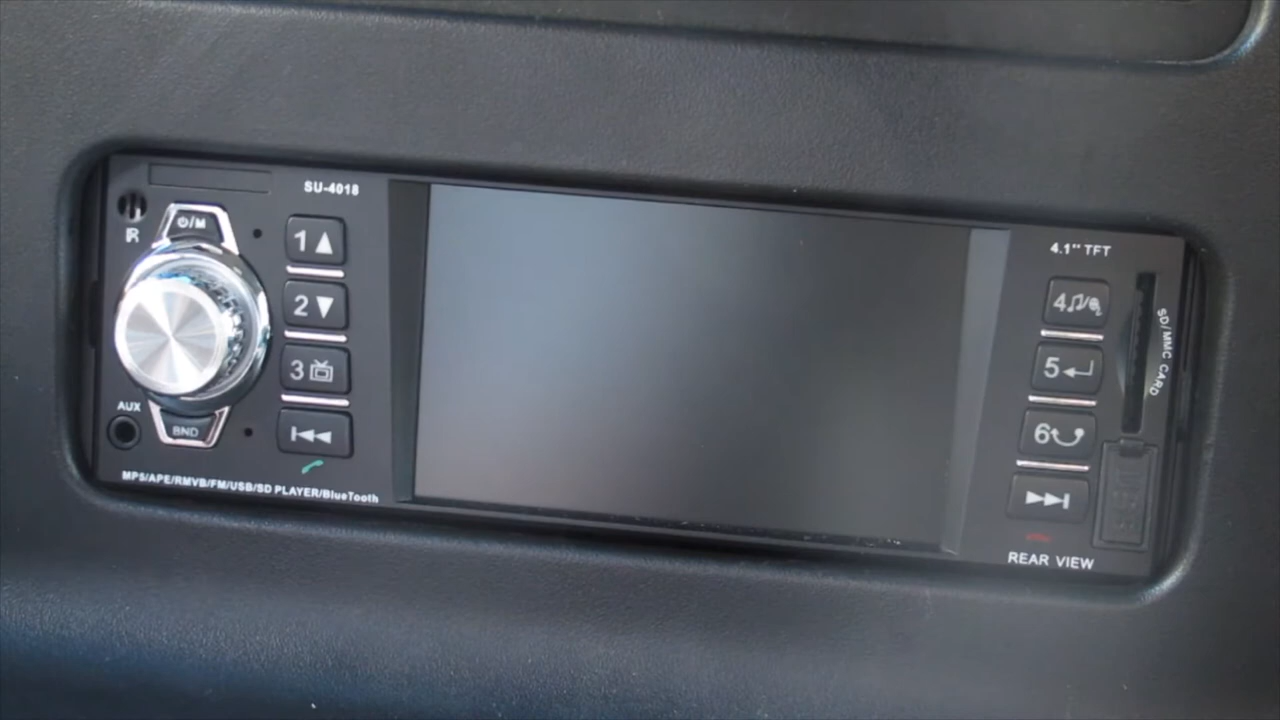 SU-4018
IR
⏻/M
1▲
2▼
3
AUX
BND
MP5/APE/RMVB/FM/USB/SD PLAYER/BlueTooth
4.1'' TFT
4
5
6
SD/MMC CARD
REAR VIEW